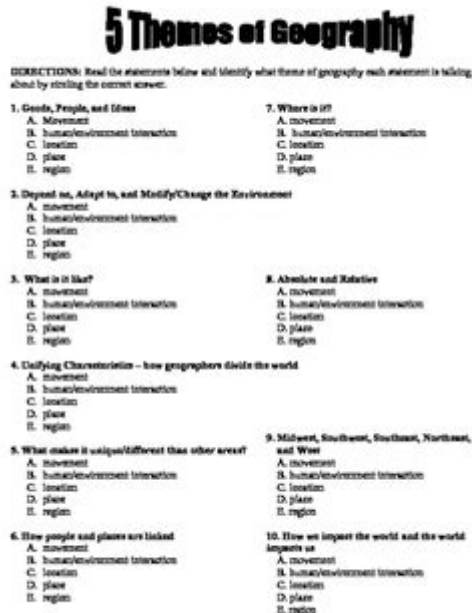 5 Themes of Geography
DIRECTIONS: Read the statements below and identify what theme of geography each statement is talking
about by circling the correct answer.
1. Goods, People, and Ideas
A. Movement
B. human/environment interaction
C. location
D. place
E. region
2. Depend on, Adapt to, and Modify/Change the Environment
A. movement
B. human/environment interaction
C. location
D. place
E. region
3. What is it like?
A. movement
B. human/environment interaction
C. location
D. place
E. region
4. Unifying Characteristics – how geographers divide the world
A. movement
B. human/environment interaction
C. location
D. place
E. region
5. What makes it unique/different than other areas?
A. movement
B. human/environment interaction
C. location
D. place
E. region
6. How people and places are linked
A. movement
B. human/environment interaction
C. location
D. place
E. region
7. Where is it?
A. movement
B. human/environment interaction
C. location
D. place
E. region
8. Absolute and Relative
A. movement
B. human/environment interaction
C. location
D. place
E. region
9. Midwest, Southwest, Southeast, Northeast,
and West
A. movement
B. human/environment interaction
C. location
D. place
E. region
10. How we impact the world and the world
impacts us
A. movement
B. human/environment interaction
C. location
D. place
E. region